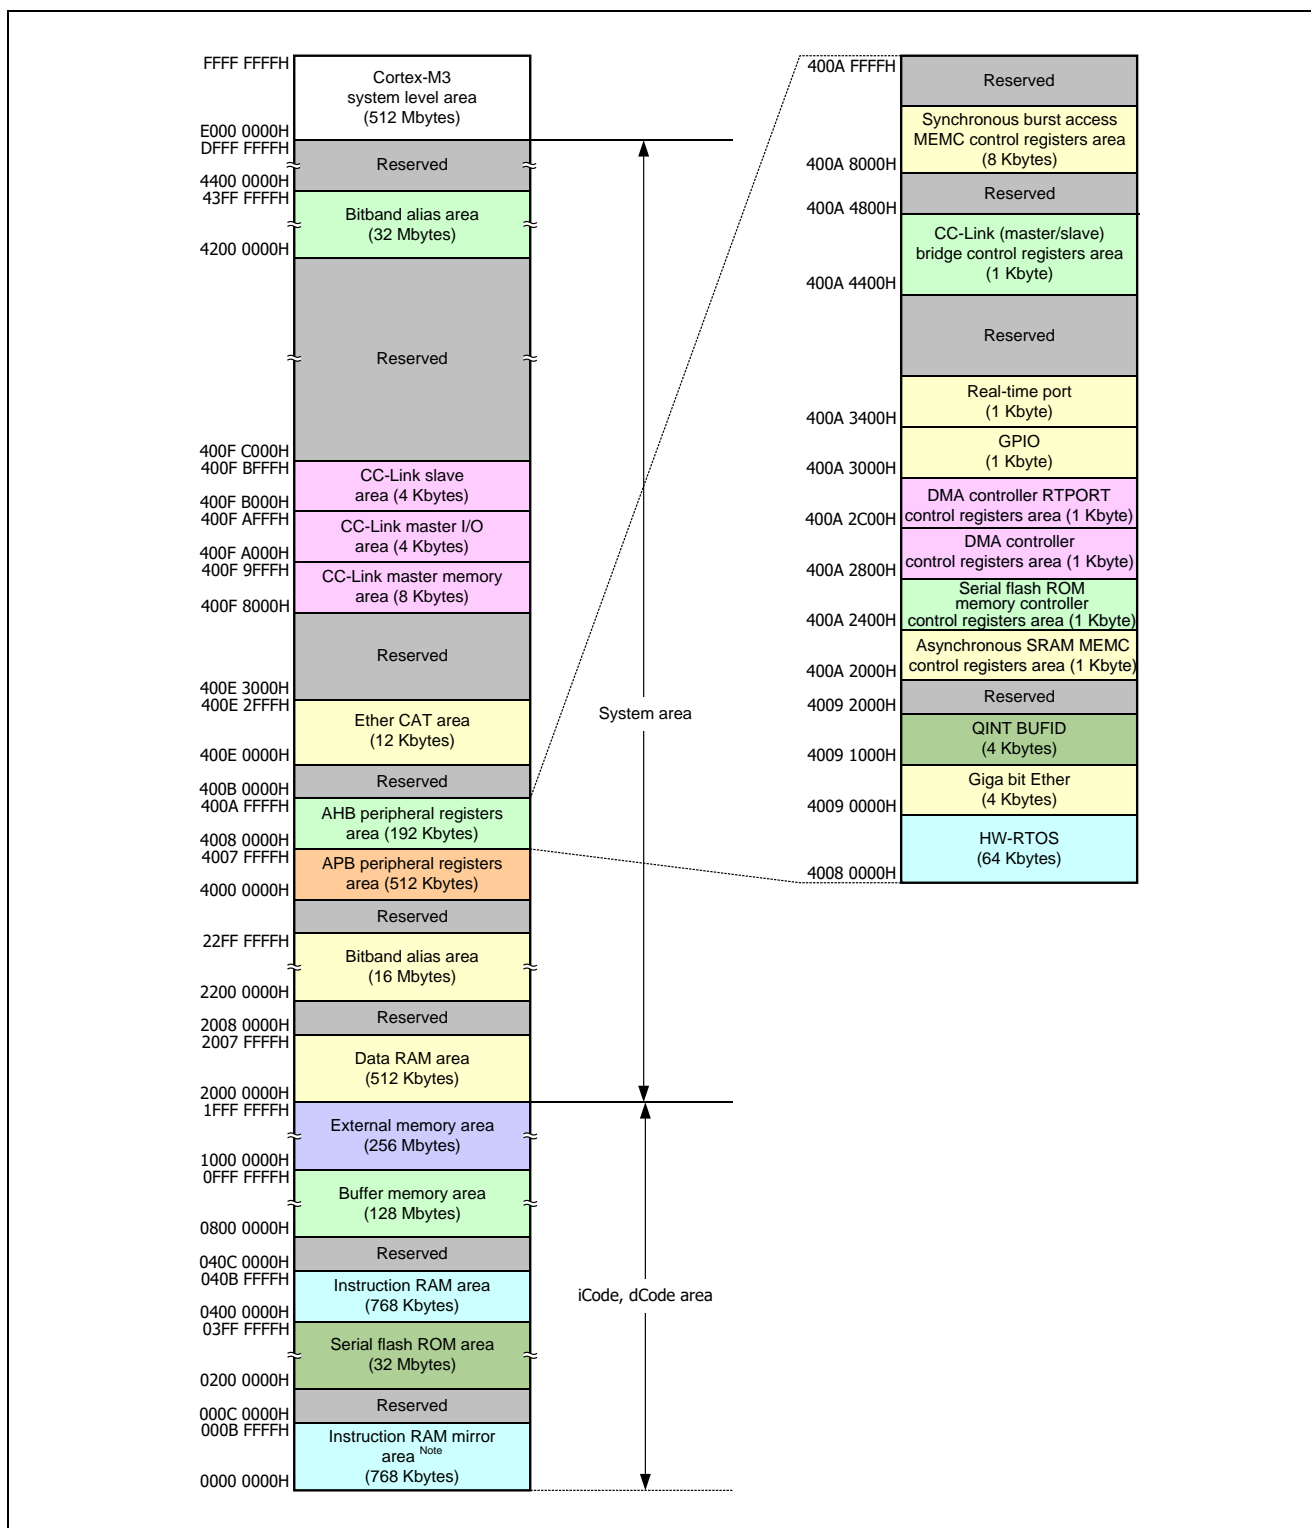 FFFF FFFFH
Cortex-M3
system level area
(512 Mbytes)
E000 0000H
DFFF FFFFH
Reserved
4400 0000H
43FF FFFFH
Bitband alias area
(32 Mbytes)
4200 0000H
Reserved
400F C000H
400F BFFFH
CC-Link slave
area (4 Kbytes)
400F B000H
400F AFFFH
CC-Link master I/O
area (4 Kbytes)
400F A000H
400F 9FFFH
CC-Link master memory
area (8 Kbytes)
400F 8000H
Reserved
400E 3000H
400E 2FFFH
Ether CAT area
(12 Kbytes)
400E 0000H
Reserved
400B 0000H
400A FFFFH
AHB peripheral registers
area (192 Kbytes)
4008 0000H
4007 FFFFH
APB peripheral registers
area (512 Kbytes)
4000 0000H
Reserved
22FF FFFFH
Bitband alias area
(16 Mbytes)
2200 0000H
Reserved
2008 0000H
2007 FFFFH
Data RAM area
(512 Kbytes)
2000 0000H
1FFF FFFFH
External memory area
(256 Mbytes)
1000 0000H
0FFF FFFFH
Buffer memory area
(128 Mbytes)
0800 0000H
Reserved
040C 0000H
040B FFFFH
Instruction RAM area
(768 Kbytes)
0400 0000H
03FF FFFFH
Serial flash ROM area
(32 Mbytes)
0200 0000H
Reserved
000C 0000H
000B FFFFH
Instruction RAM mirror
area Note
(768 Kbytes)
0000 0000H
System area
iCode, dCode area
400A FFFFH
Reserved
Synchronous burst access
MEMC control registers area
(8 Kbytes)
400A 8000H
Reserved
400A 4800H
CC-Link (master/slave)
bridge control registers area
(1 Kbyte)
400A 4400H
Reserved
Real-time port
(1 Kbyte)
400A 3400H
GPIO
(1 Kbyte)
400A 3000H
DMA controller RTPORT
control registers area (1 Kbyte)
400A 2C00H
DMA controller
control registers area (1 Kbyte)
400A 2800H
Serial flash ROM
memory controller
control registers area (1 Kbyte)
400A 2400H
Asynchronous SRAM MEMC
control registers area (1 Kbyte)
400A 2000H
Reserved
4009 2000H
QINT BUFID
(4 Kbytes)
4009 1000H
Giga bit Ether
(4 Kbytes)
4009 0000H
HW-RTOS
(64 Kbytes)
4008 0000H